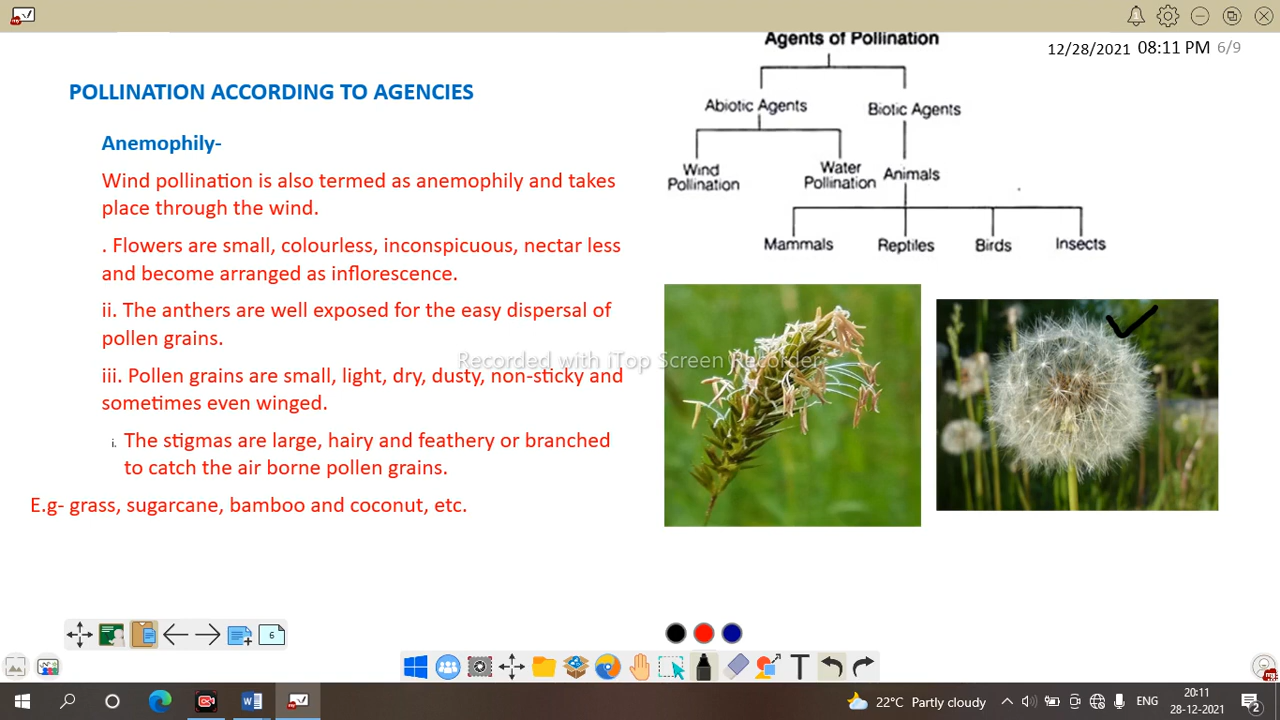 Agents of Pollination
12/28/2021 08:11 PM 6/9
POLLINATION ACCORDING TO AGENCIES
Abiotic Agents
Biotic Agents
Anemophily-
Wind pollination is also termed as anemophily and takes
place through the wind.
. Flowers are small, colourless, inconspicuous, nectar less
and become arranged as inflorescence.
ii. The anthers are well exposed for the easy dispersal of
pollen grains.
iii. Pollen grains are small, light, dry, dusty, non-sticky and
sometimes even winged.
i. The stigmas are large, hairy and feathery or branched
to catch the air borne pollen grains.
E.g- grass, sugarcane, bamboo and coconut, etc.
Wind
Pollination
Water
Pollination
Animals
Mammals
Reptiles
Birds
Insects
Recorded with iTop Screen Recorder
6
T
22°C Partly cloudy
ENG
20:11
28-12-2021
2